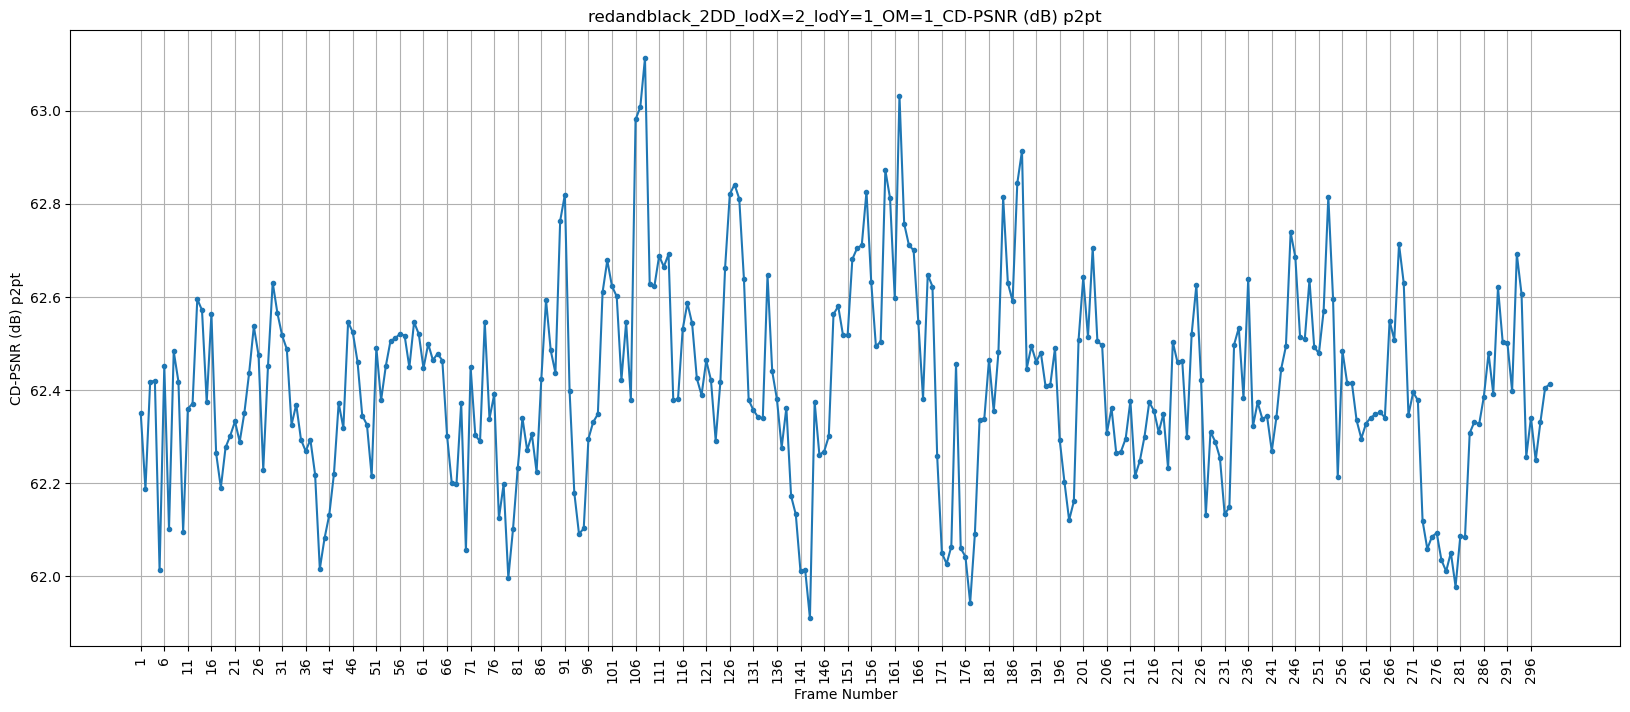 redandblack_2DD_lodX=2_lodY=1_OM=1_CD-PSNR (dB) p2pt
CD-PSNR (dB) p2pt
63.0
62.8
62.6
62.4
62.2
62.0
1 6 11 16 21 26 31 36 41 46 51 56 61 66 71 76 81 86 91 96 101 106 111 116 121 126 131 136 141 146 151 156 161 166 171 176 181 186 191 196 201 206 211 216 221 226 231 236 241 246 251 256 261 266 271 276 281 286 291 296
Frame Number